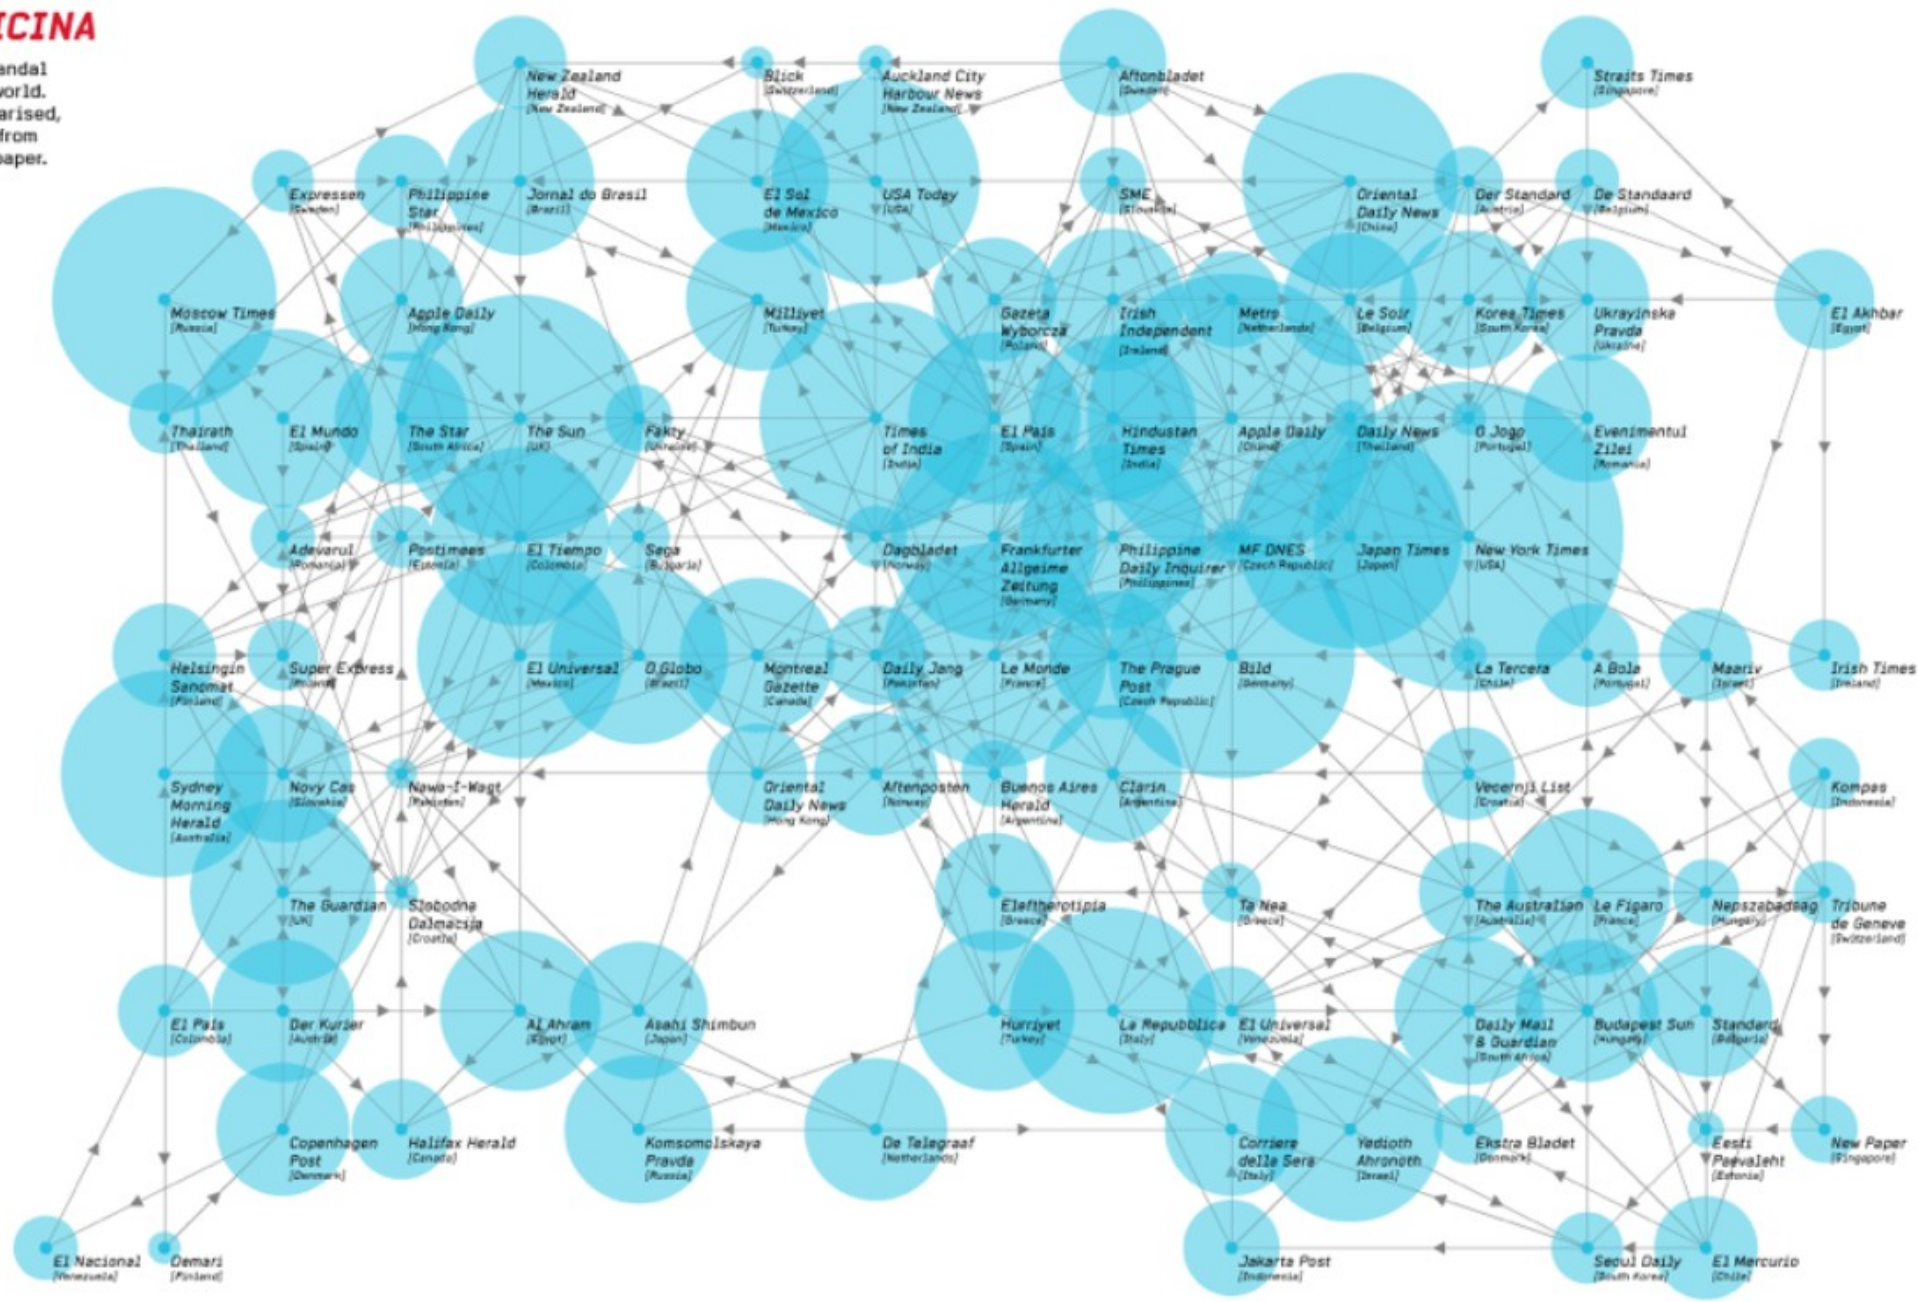 ICINA
andal
world.
arised,
from
paper.
New Zealand
Herald
[New Zealand]
Blick
[Switzerland]
Auckland City
Harbour News
[New Zealand]
Aftonbladet
[Sweden]
Straits Times
[Singapore]
Expressen
[Sweden]
Philippine
Star
[Philippines]
Jornal do Brasil
[Brazil]
El Sol
de Mexico
[Mexico]
USA Today
[USA]
SME
[Slovakia]
Oriental
Daily News
[China]
Der Standard
[Austria]
De Standaard
[Belgium]
Moscow Times
[Russia]
Apple Daily
[Hong Kong]
Milliyet
[Turkey]
Gazeta
Wyborcza
[Poland]
Irish
Independent
[Ireland]
Metro
[Netherlands]
Le Soir
[Belgium]
Korea Times
[South Korea]
Ukrayinska
Pravda
[Ukraine]
El Akhbar
[Egypt]
Thairath
[Thailand]
El Mundo
[Spain]
The Star
[South Africa]
The Sun
[UK]
Fakty
[Ukraine]
Times
of India
[India]
El Pais
[Spain]
Hindustan
Times
[India]
Apple Daily
[China]
Daily News
[Thailand]
O Jogo
[Portugal]
Evenimentul
Zilei
[Romania]
Adevarul
[Romania]
Postimees
[Estonia]
El Tiempo
[Colombia]
Sega
[Bulgaria]
Dagbladet
[Norway]
Frankfurter
Allgeime
Zeitung
[Germany]
Philippine
Daily Inquirer
[Philippines]
MF DNES
[Czech Republic]
Japan Times
[Japan]
New York Times
[USA]
Helsingin
Sanomat
[Finland]
Super Express
[Poland]
El Universal
[Mexico]
O Globo
[Brazil]
Montreal
Gazette
[Canada]
Daily Jang
[Pakistan]
Le Monde
[France]
The Prague
Post
[Czech Republic]
Bild
[Germany]
La Tercera
[Chile]
A Bola
[Portugal]
Maariv
[Israel]
Irish Times
[Ireland]
Sydney
Morning
Herald
[Australia]
Novy Cas
[Slovakia]
Nawa-I-Waqt
[Pakistan]
Oriental
Daily News
[Hong Kong]
Aftenposten
[Norway]
Buenos Aires
Herald
[Argentina]
Clarin
[Argentina]
Vecernji List
[Croatia]
Kompas
[Indonesia]
The Guardian
[UK]
Slobodna
Dalmacija
[Croatia]
Eleftherotipia
[Greece]
Ta Nea
[Greece]
The Australian
[Australia]
Le Figaro
[France]
Nepszabadsag
[Hungary]
Tribune
de Geneve
[Switzerland]
El Pais
[Colombia]
Der Kurier
[Austria]
Al Ahram
[Egypt]
Asahi Shimbun
[Japan]
Hurriyet
[Turkey]
La Repubblica
[Italy]
El Universal
[Venezuela]
Daily Mail
& Guardian
[South Africa]
Budapest Sun
[Hungary]
Standard
[Bulgaria]
Copenhagen
Post
[Denmark]
Halifax Herald
[Canada]
Komsomolskaya
Pravda
[Russia]
De Telegraaf
[Netherlands]
Corriere
della Sera
[Italy]
Yedioth
Ahronoth
[Israel]
Ekstra Bladet
[Denmark]
Eesti
Paevaleht
[Estonia]
New Paper
[Singapore]
El Nacional
[Venezuela]
Demari
[Finland]
Jakarta Post
[Indonesia]
Seoul Daily
[South Korea]
El Mercurio
[Chile]